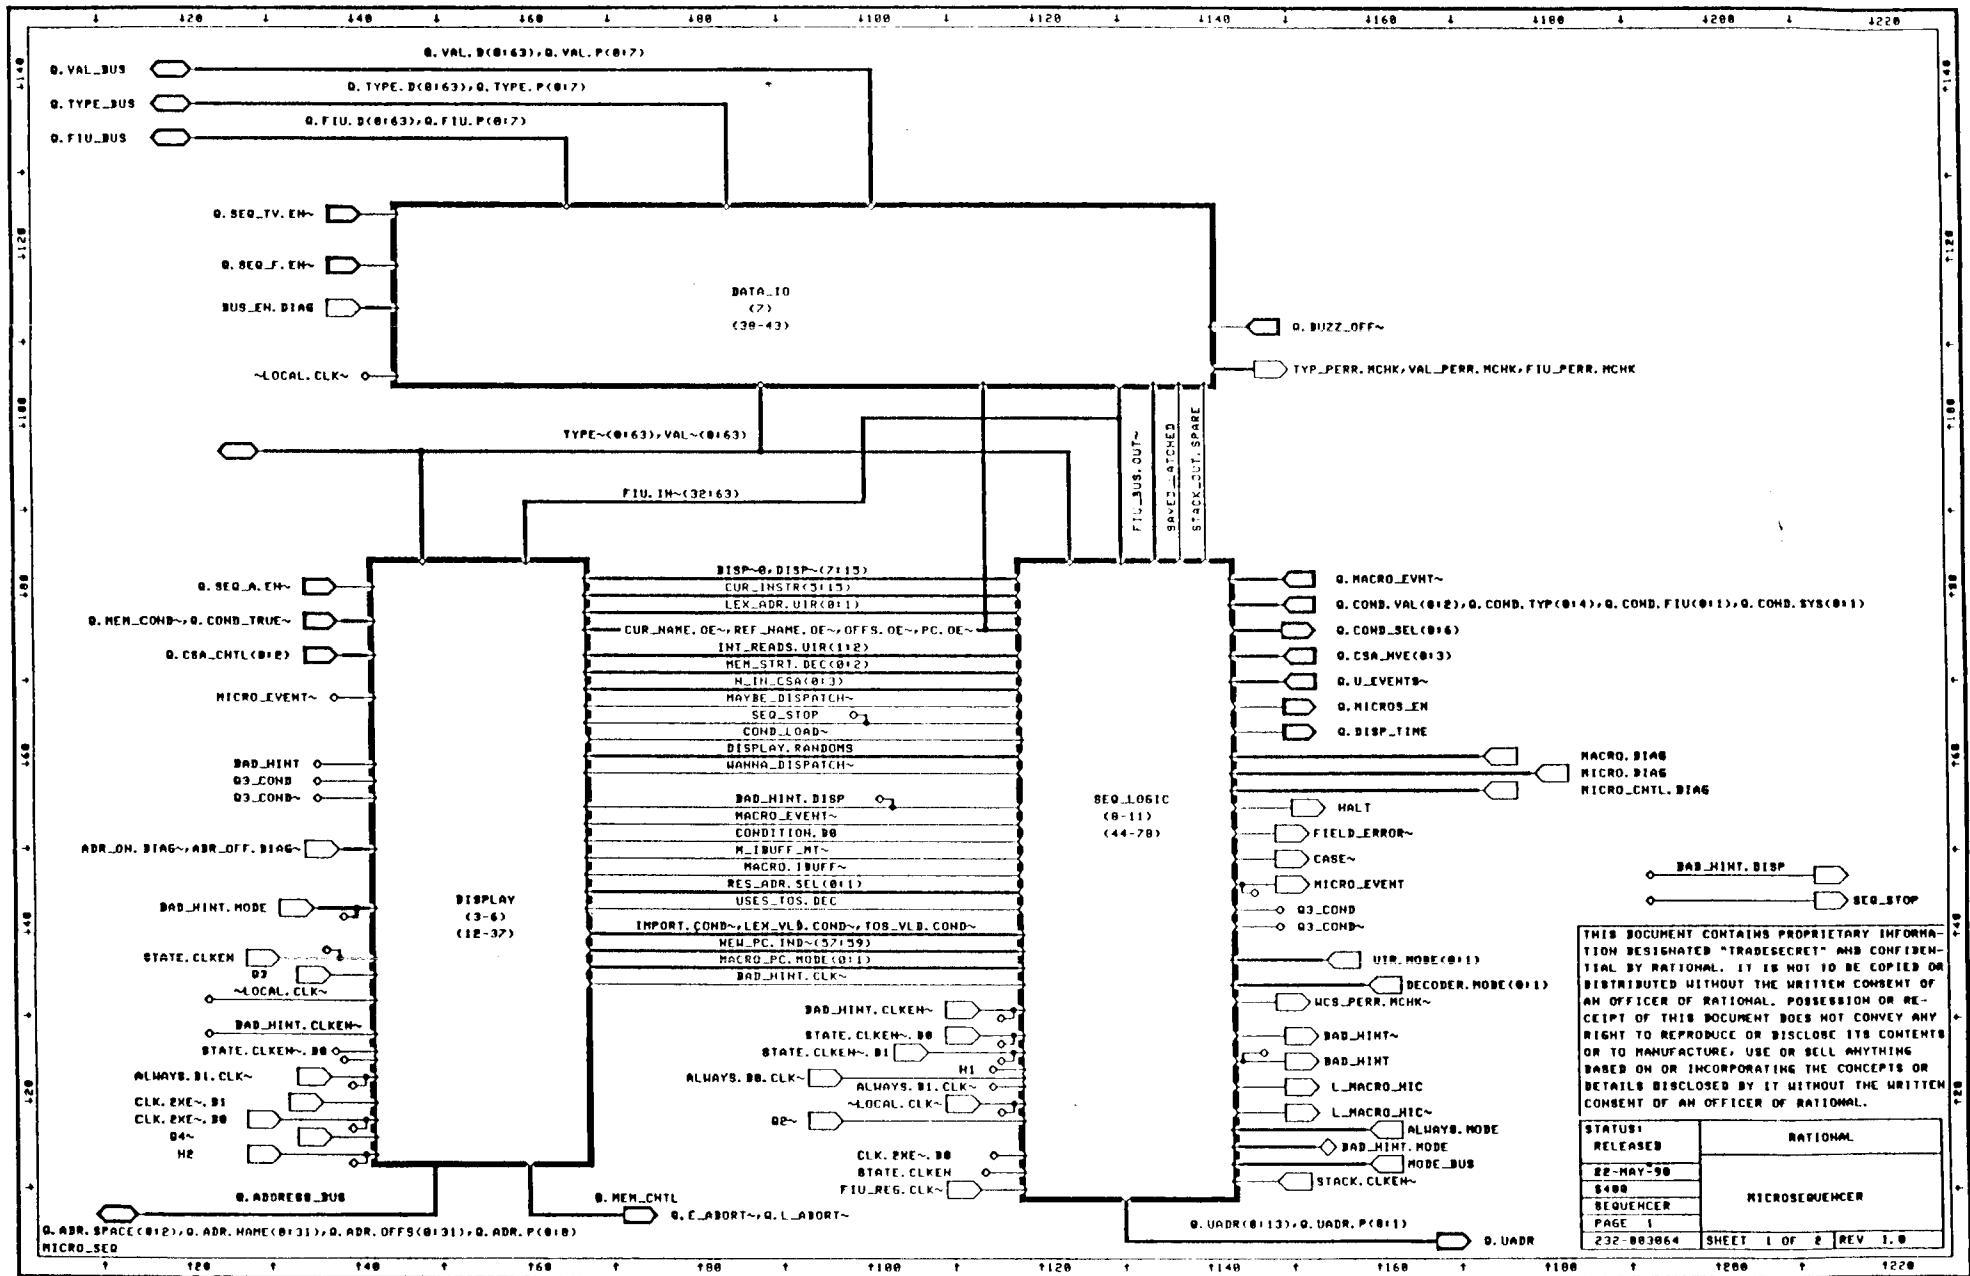 ↓120 ↓140 ↓160 ↓180 ↓1100 ↓1120 ↓1140 ↓1160 ↓1180 ↓1200 ↓1220
Q.VAL_BUS
Q.VAL.D(0:63),Q.VAL.P(0:7)
Q.TYPE_BUS
Q.TYPE.D(0:63),Q.TYPE.P(0:7)
Q.FIU_BUS
Q.FIU.D(0:63),Q.FIU.P(0:7)
Q.SEQ_TV.EN~
Q.SEQ_F.EN~
BUS_EN.DIAG
~LOCAL.CLK~
DATA_IO
(7)
(38-43)
Q.BUZZ_OFF~
TYP_PERR.MCHK,VAL_PERR.MCHK,FIU_PERR.MCHK
TYPE~(0:63),VAL~(0:63)
FIU.IN~(32:63)
FIU_BUS.OUT~
SAVED_LATCHED
STACK_OUT.SPARE
Q.SEQ_A.EN~
Q.MEM_COND~,Q.COND_TRUE~
Q.CSA_CNTL(0:2)
MICRO_EVENT~
BAD_HINT
Q3_COND
Q3_COND~
ADR_ON.DIAG~,ADR_OFF.DIAG~
BAD_HINT.MODE
STATE.CLKEN
Q3
~LOCAL.CLK~
BAD_HINT.CLKEN~
STATE.CLKEN~.D0
ALWAYS.D1.CLK~
CLK.2XE~.D1
CLK.2XE~.D0
Q4~
H2
DISPLAY
(3-6)
(12-37)
DISP~0,DISP~(7:15)
CUR_INSTR(5:15)
LEX_ADR.UIR(0:1)
CUR_NAME.OE~,REF_NAME.OE~,OFFS.OE~,PC.OE~
INT_READS.UIR(1:2)
MEM_STRT.DEC(0:2)
N_IN_CSA(0:3)
MAYBE_DISPATCH~
SEQ_STOP
COND_LOAD~
DISPLAY.RANDOMS
WANNA_DISPATCH~
BAD_HINT.DISP
MACRO_EVENT~
CONDITION.D0
M_IBUFF_MT~
MACRO.IBUFF~
RES_ADR.SEL(0:1)
USES_TOS.DEC
IMPORT.COND~,LEX_VLD.COND~,TOS_VLD.COND~
NEW_PC.IND~(57:59)
MACRO_PC.MODE(0:1)
BAD_HINT.CLK~
BAD_HINT.CLKEN~
STATE.CLKEN~.D0
STATE.CLKEN~.D1
H1
ALWAYS.D0.CLK~
ALWAYS.D1.CLK~
~LOCAL.CLK~
Q2~
CLK.2XE~.D0
STATE.CLKEN
FIU_REG.CLK~
SEQ_LOGIC
(8-11)
(44-78)
Q.MACRO_EVNT~
Q.COND.VAL(0:2),Q.COND.TYP(0:4),Q.COND.FIU(0:1),Q.COND.SYS(0:1)
Q.COND_SEL(0:6)
Q.CSA_HVE(0:3)
Q.U_EVENTS~
Q.MICROS_EN
Q.DISP_TIME
MACRO.DIAG
MICRO.DIAG
MICRO_CNTL.DIAG
HALT
FIELD_ERROR~
CASE~
MICRO_EVENT
Q3_COND
Q3_COND~
UIR.MODE(0:1)
DECODER.MODE(0:1)
WCS_PERR.MCHK~
BAD_HINT~
BAD_HINT
L_MACRO_HIC
L_MACRO_HIC~
ALWAYS.MODE
BAD_HINT.MODE
MODE_BUS
STACK.CLKEN~
BAD_HINT.DISP
SEQ_STOP
Q.ADDRESS_BUS
Q.ADR.SPACE(0:2),Q.ADR.NAME(0:31),Q.ADR.OFFS(0:31),Q.ADR.P(0:8)
MICRO_SEQ
Q.MEM_CNTL
Q.E_ABORT~,Q.L_ABORT~
Q.UADR(0:13),Q.UADR.P(0:1)
Q.UADR
THIS DOCUMENT CONTAINS PROPRIETARY INFORMA-
TION DESIGNATED "TRADESECRET" AND CONFIDEN-
TIAL BY RATIONAL. IT IS NOT TO BE COPIED OR
DISTRIBUTED WITHOUT THE WRITTEN CONSENT OF
AN OFFICER OF RATIONAL. POSSESSION OR RE-
CEIPT OF THIS DOCUMENT DOES NOT CONVEY ANY
RIGHT TO REPRODUCE OR DISCLOSE ITS CONTENTS
OR TO MANUFACTURE, USE OR SELL ANYTHING
BASED ON OR INCORPORATING THE CONCEPTS OR
DETAILS DISCLOSED BY IT WITHOUT THE WRITTEN
CONSENT OF AN OFFICER OF RATIONAL.
STATUS:
RELEASED
RATIONAL
22-MAY-90
$400
SEQUENCER
MICROSEQUENCER
PAGE 1
232-003064
SHEET 1 OF 2
REV 1.0